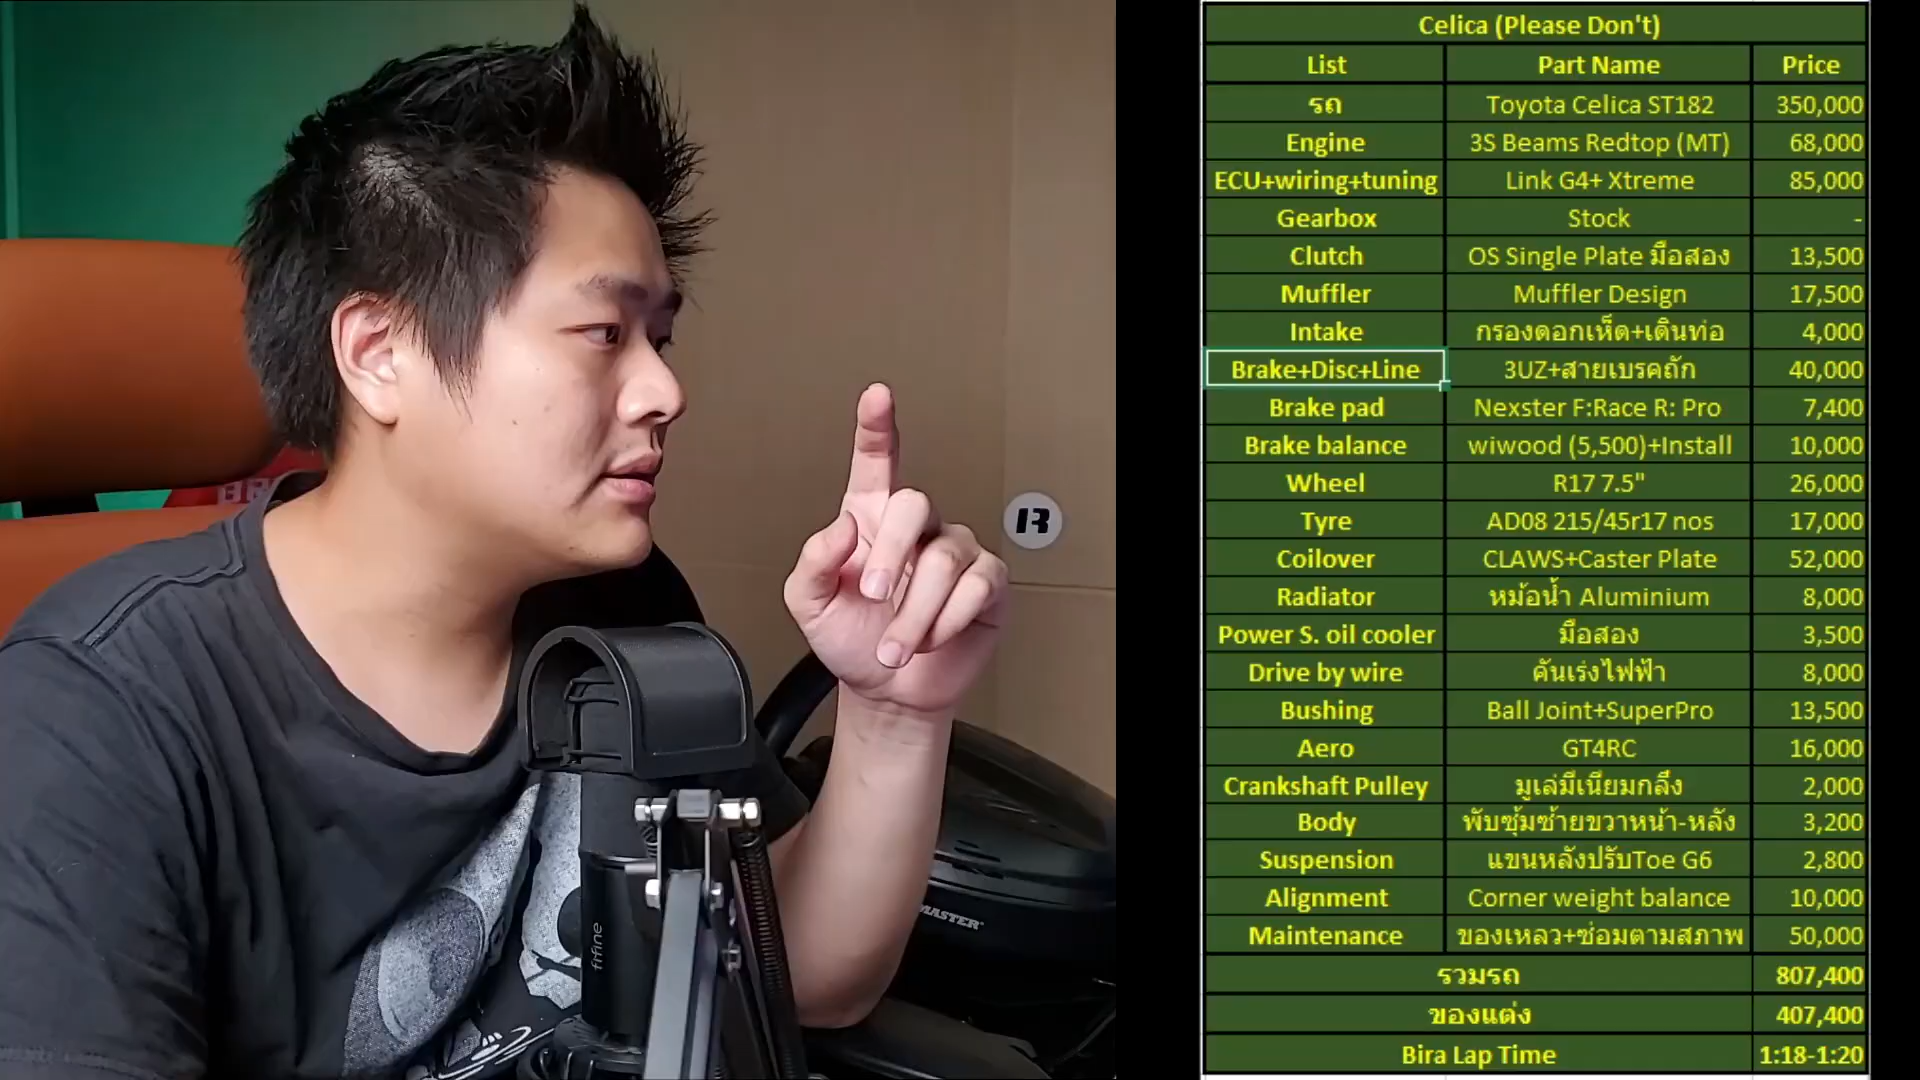 Celica (Please Don't)
List Part Name Price
รถ Toyota Celica ST182 350,000
Engine 3S Beams Redtop (MT) 68,000
ECU+wiring+tuning Link G4+ Xtreme 85,000
Gearbox Stock -
Clutch OS Single Plate มือสอง 13,500
Muffler Muffler Design 17,500
Intake กรองดอกเห็ด+เดินท่อ 4,000
Brake+Disc+Line 3UZ+สายเบรคถัก 40,000
Brake pad Nexster F:Race R: Pro 7,400
Brake balance wiwood (5,500)+Install 10,000
Wheel R17 7.5" 26,000
Tyre AD08 215/45r17 nos 17,000
Coilover CLAWS+Caster Plate 52,000
Radiator หม้อน้ำ Aluminium 8,000
Power S. oil cooler มือสอง 3,500
Drive by wire คันเร่งไฟฟ้า 8,000
Bushing Ball Joint+SuperPro 13,500
Aero GT4RC 16,000
Crankshaft Pulley มูเล่มีเนียมกลึง 2,000
Body พับซุ้มซ้ายขวาหน้า-หลัง 3,200
Suspension แขนหลังปรับToe G6 2,800
Alignment Corner weight balance 10,000
Maintenance ของเหลว+ซ่อมตามสภาพ 50,000
รวมรถ 807,400
ของแต่ง 407,400
Bira Lap Time 1:18-1:20
fifine
MASTER